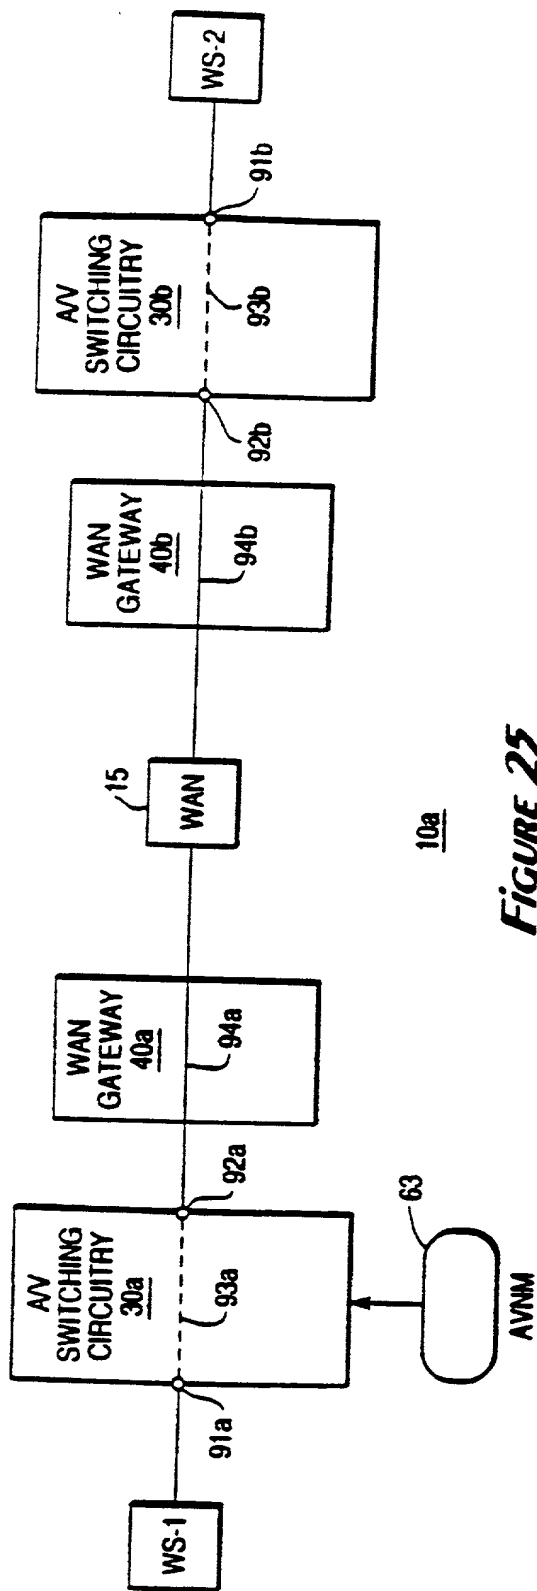 WS-1
91a
A/V
SWITCHING
CIRCUITRY
30a
93a
92a
63
AVNM
WAN
GATEWAY
40a
94a
15
WAN
10a
WAN
GATEWAY
40b
94b
92b
A/V
SWITCHING
CIRCUITRY
30b
93b
91b
WS-2
FIGURE 25